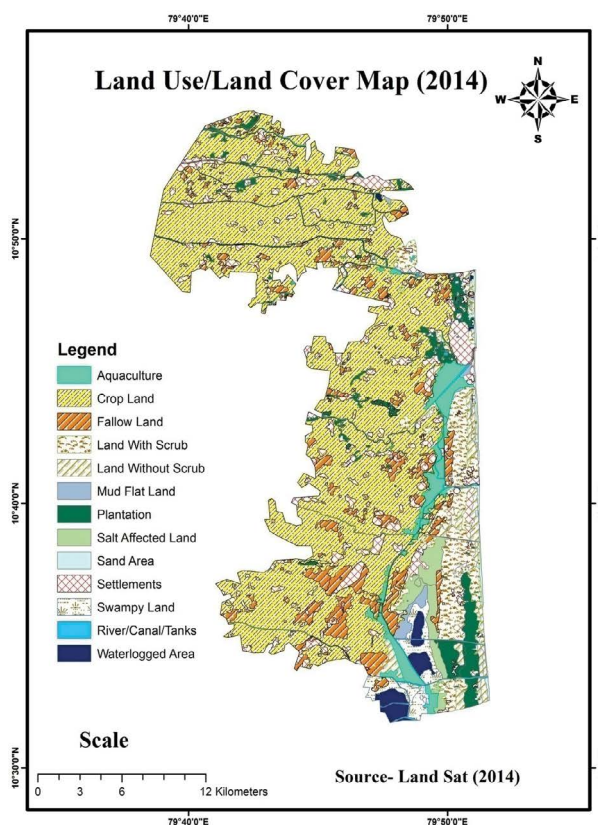 79°40'0"E 79°50'0"E
Land Use/Land Cover Map (2014)
N
W E
S
10°50'0"N
10°40'0"N
10°30'0"N
Legend
Aquaculture
Crop Land
Fallow Land
Land With Scrub
Land Without Scrub
Mud Flat Land
Plantation
Salt Affected Land
Sand Area
Settlements
Swampy Land
River/Canal/Tanks
Waterlogged Area
Scale
0 3 6 12 Kilometers
Source- Land Sat (2014)
79°40'0"E 79°50'0"E